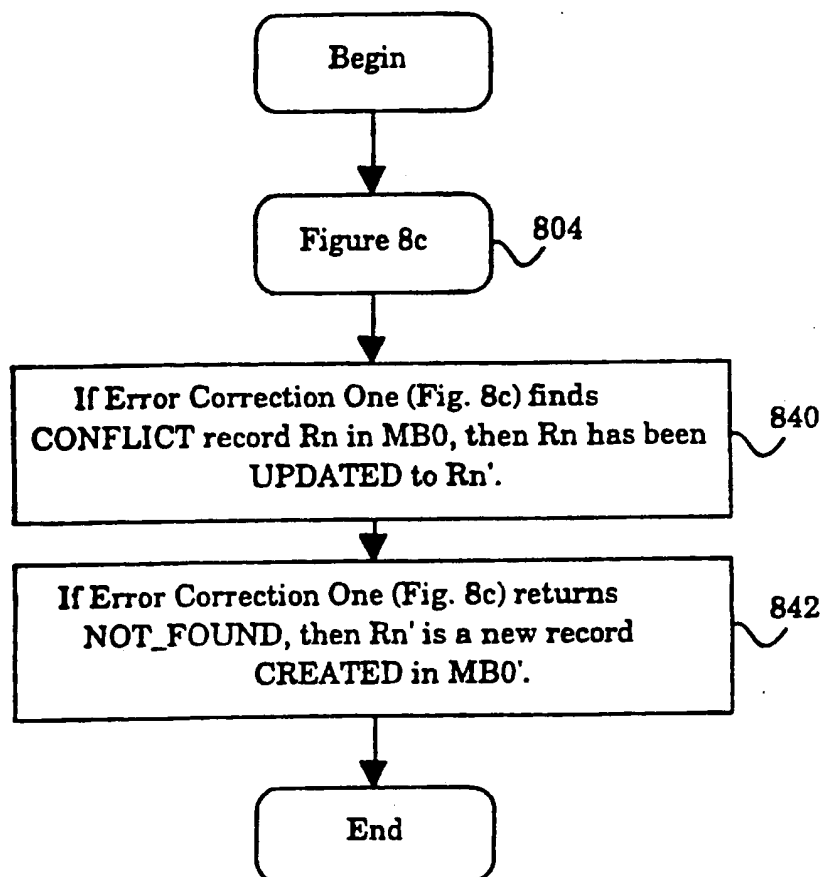 Begin
Figure 8c
804
If Error Correction One (Fig. 8c) finds
CONFLICT record Rn in MB0, then Rn has been
UPDATED to Rn'.
840
If Error Correction One (Fig. 8c) returns
NOT_FOUND, then Rn' is a new record
CREATED in MB0'.
842
End